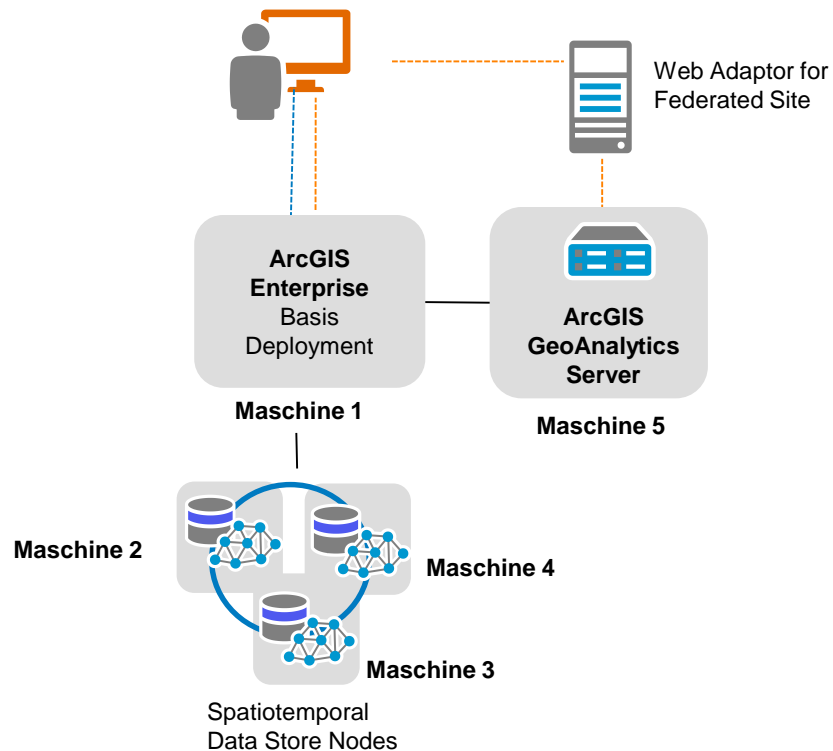 Web Adaptor for
Federated Site
ArcGIS
Enterprise
Basis
Deployment
Maschine 1
ArcGIS
GeoAnalytics
Server
Maschine 5
Maschine 2
Maschine 4
Maschine 3
Spatiotemporal
Data Store Nodes